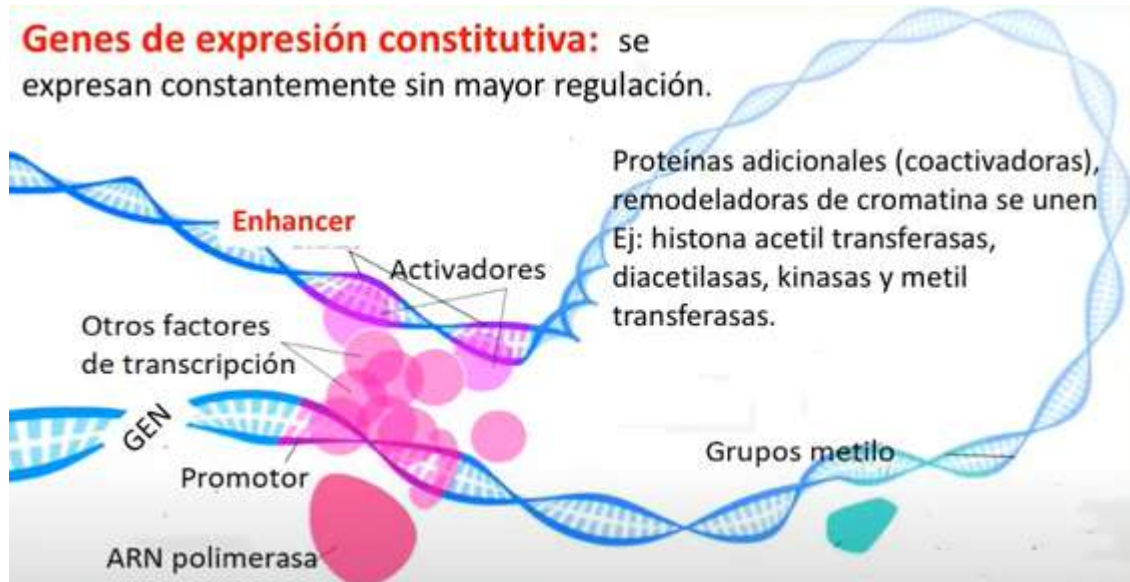 Genes de expresión constitutiva: se
expresan constantemente sin mayor regulación.
Proteínas adicionales (coactivadoras),
remodeladoras de cromatina se unen
Ej: histona acetil transferasas,
diacetilasas, kinasas y metil
transferasas.
Enhancer
Activadores
Otros factores
de transcripción
GEN
Promotor
Grupos metilo
ARN polimerasa